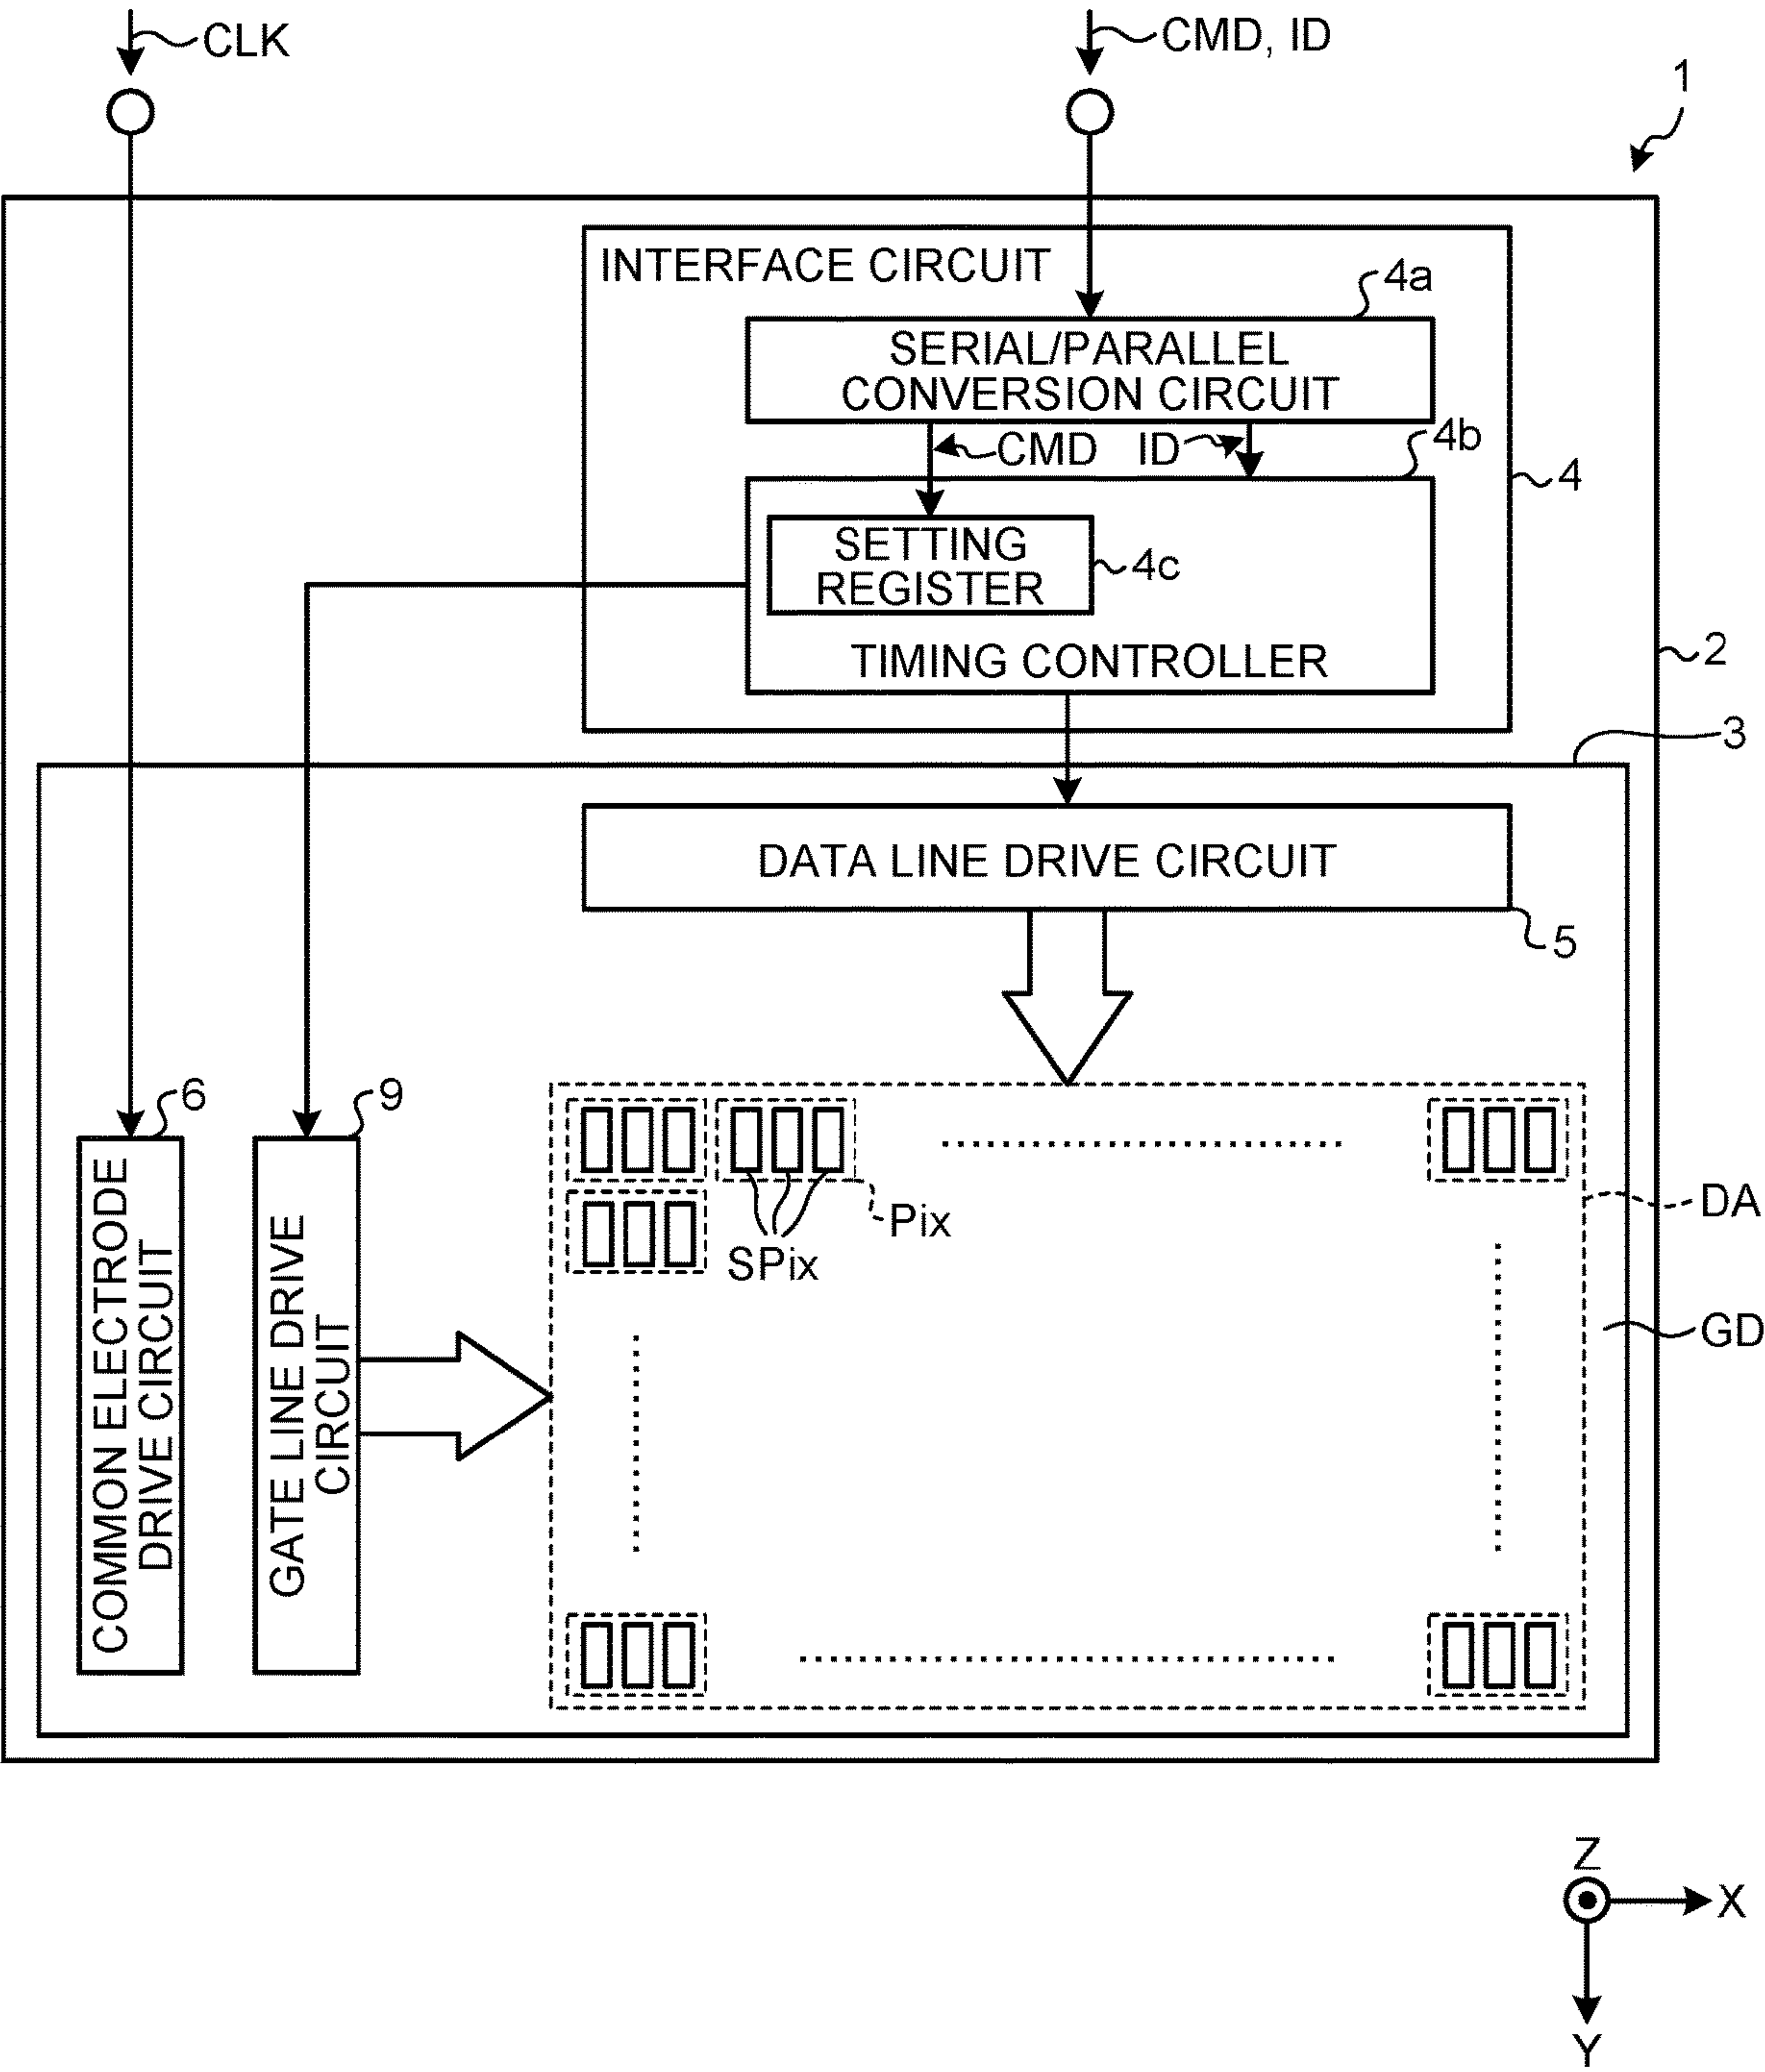 CLK
CMD, ID
1
INTERFACE CIRCUIT
4a
SERIAL/PARALLEL
CONVERSION CIRCUIT
CMD
ID
4b
4
SETTING
REGISTER
4c
TIMING CONTROLLER
2
3
DATA LINE DRIVE CIRCUIT
5
6
9
COMMON ELECTRODE
DRIVE CIRCUIT
GATE LINE DRIVE
CIRCUIT
Pix
SPix
DA
GD
Z
X
Y